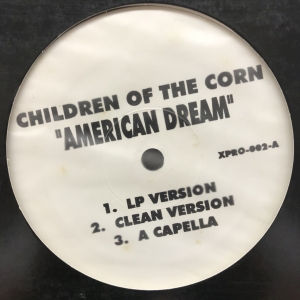 CHILDREN OF THE CORN
"AMERICAN DREAM"
XPRO-002-A
1. LP VERSION
2. CLEAN VERSION
3. A CAPELLA